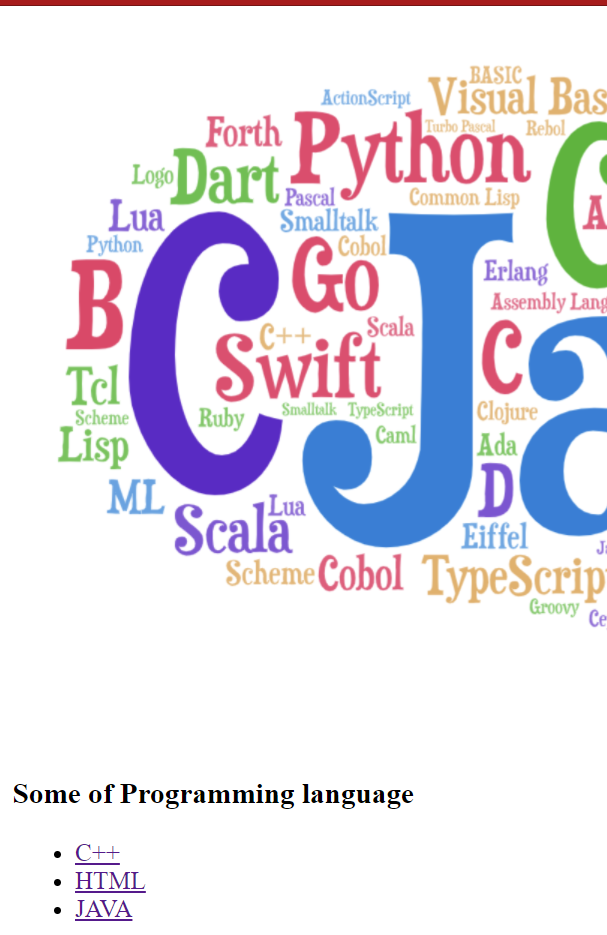 BASIC
ActionScript
Visual Bas
Turbo Pascal
Rebol
Forth
Python
Logo
Dart
Pascal
Common Lisp
Lua
Smalltalk
Python
Cobol
C
J
B
Go
Erlang
Assembly Lang
Scala
C++
Swift
C
Ja
Tcl
Scheme
Ruby
Smalltalk
TypeScript
Clojure
Lisp
Caml
Ada
ML
D
Lua
Scala
Eiffel
Scheme
Cobol
TypeScrip
Groovy
Ce
Some of Programming language
C++
HTML
JAVA